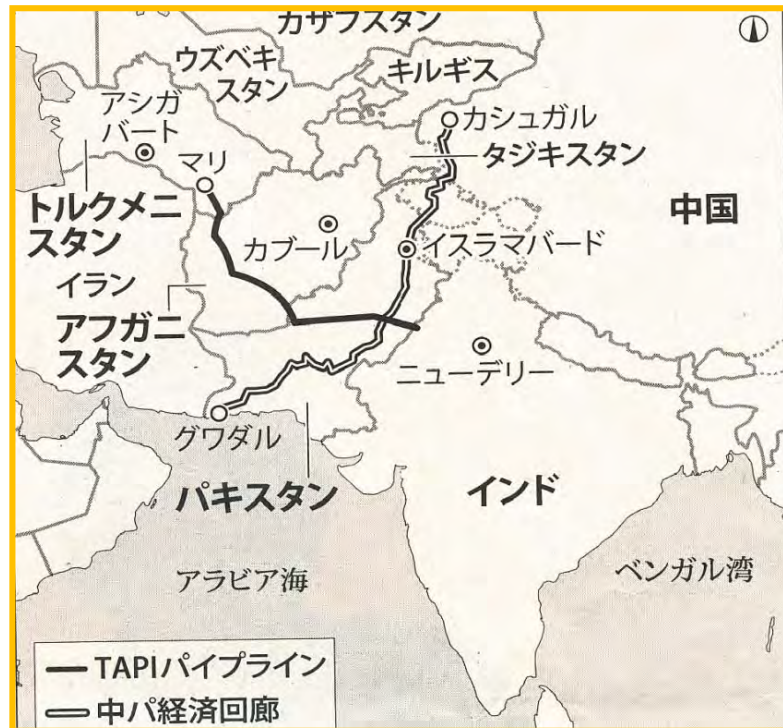 カザフスタン
ウズベキ
スタン
キルギス
アシガ
バート
カシュガル
マリ
タジキスタン
トルクメニ
スタン
中国
カブール
イスラマバード
イラン
アフガニ
スタン
ニューデリー
グワダル
パキスタン
インド
アラビア海
ベンガル湾
TAPIパイプライン
中パ経済回廊